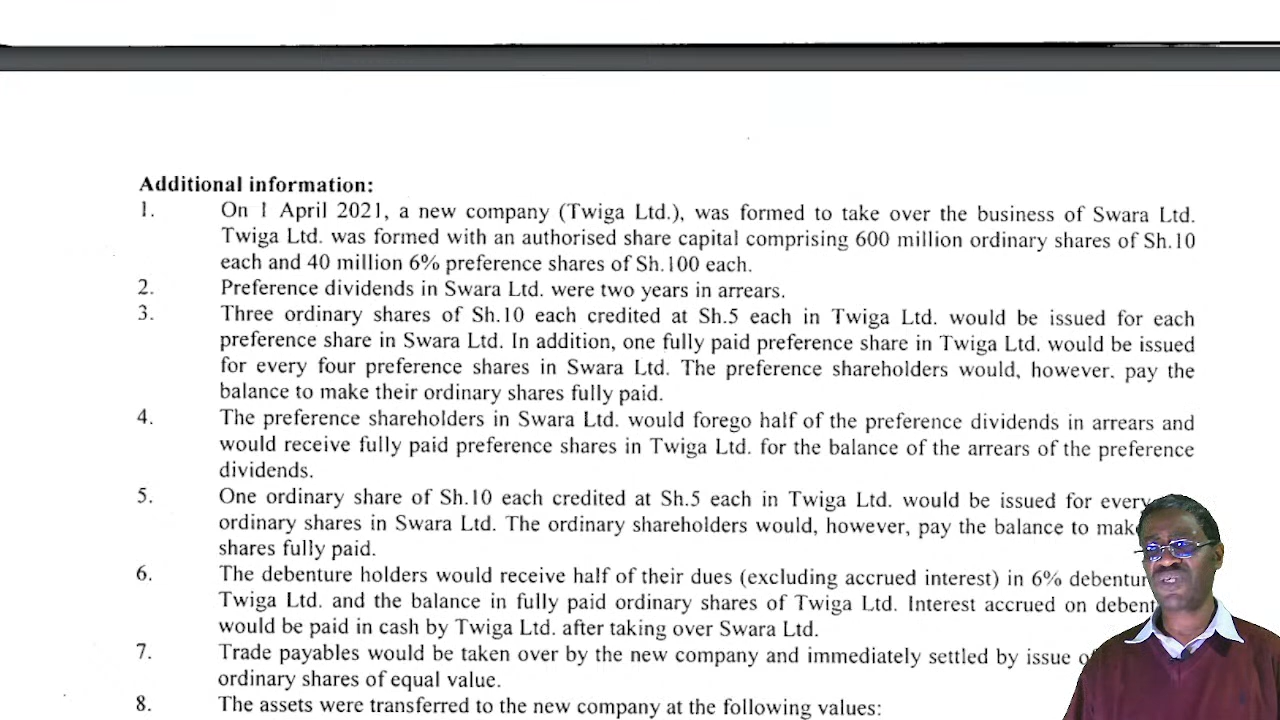 Additional information:
1. On 1 April 2021, a new company (Twiga Ltd.), was formed to take over the business of Swara Ltd.
Twiga Ltd. was formed with an authorised share capital comprising 600 million ordinary shares of Sh.10
each and 40 million 6% preference shares of Sh.100 each.
2. Preference dividends in Swara Ltd. were two years in arrears.
3. Three ordinary shares of Sh.10 each credited at Sh.5 each in Twiga Ltd. would be issued for each
preference share in Swara Ltd. In addition, one fully paid preference share in Twiga Ltd. would be issued
for every four preference shares in Swara Ltd. The preference shareholders would, however, pay the
balance to make their ordinary shares fully paid.
4. The preference shareholders in Swara Ltd. would forego half of the preference dividends in arrears and
would receive fully paid preference shares in Twiga Ltd. for the balance of the arrears of the preference
dividends.
5. One ordinary share of Sh.10 each credited at Sh.5 each in Twiga Ltd. would be issued for every
ordinary shares in Swara Ltd. The ordinary shareholders would, however, pay the balance to
shares fully paid.
6. The debenture holders would receive half of their dues (excluding accrued interest) in 6%
Twiga Ltd. and the balance in fully paid ordinary shares of Twiga Ltd. Interest accrued on
would be paid in cash by Twiga Ltd. after taking over Swara Ltd.
7. Trade payables would be taken over by the new company and immediately settled by issue
ordinary shares of equal value.
8. The assets were transferred to the new company at the following values: